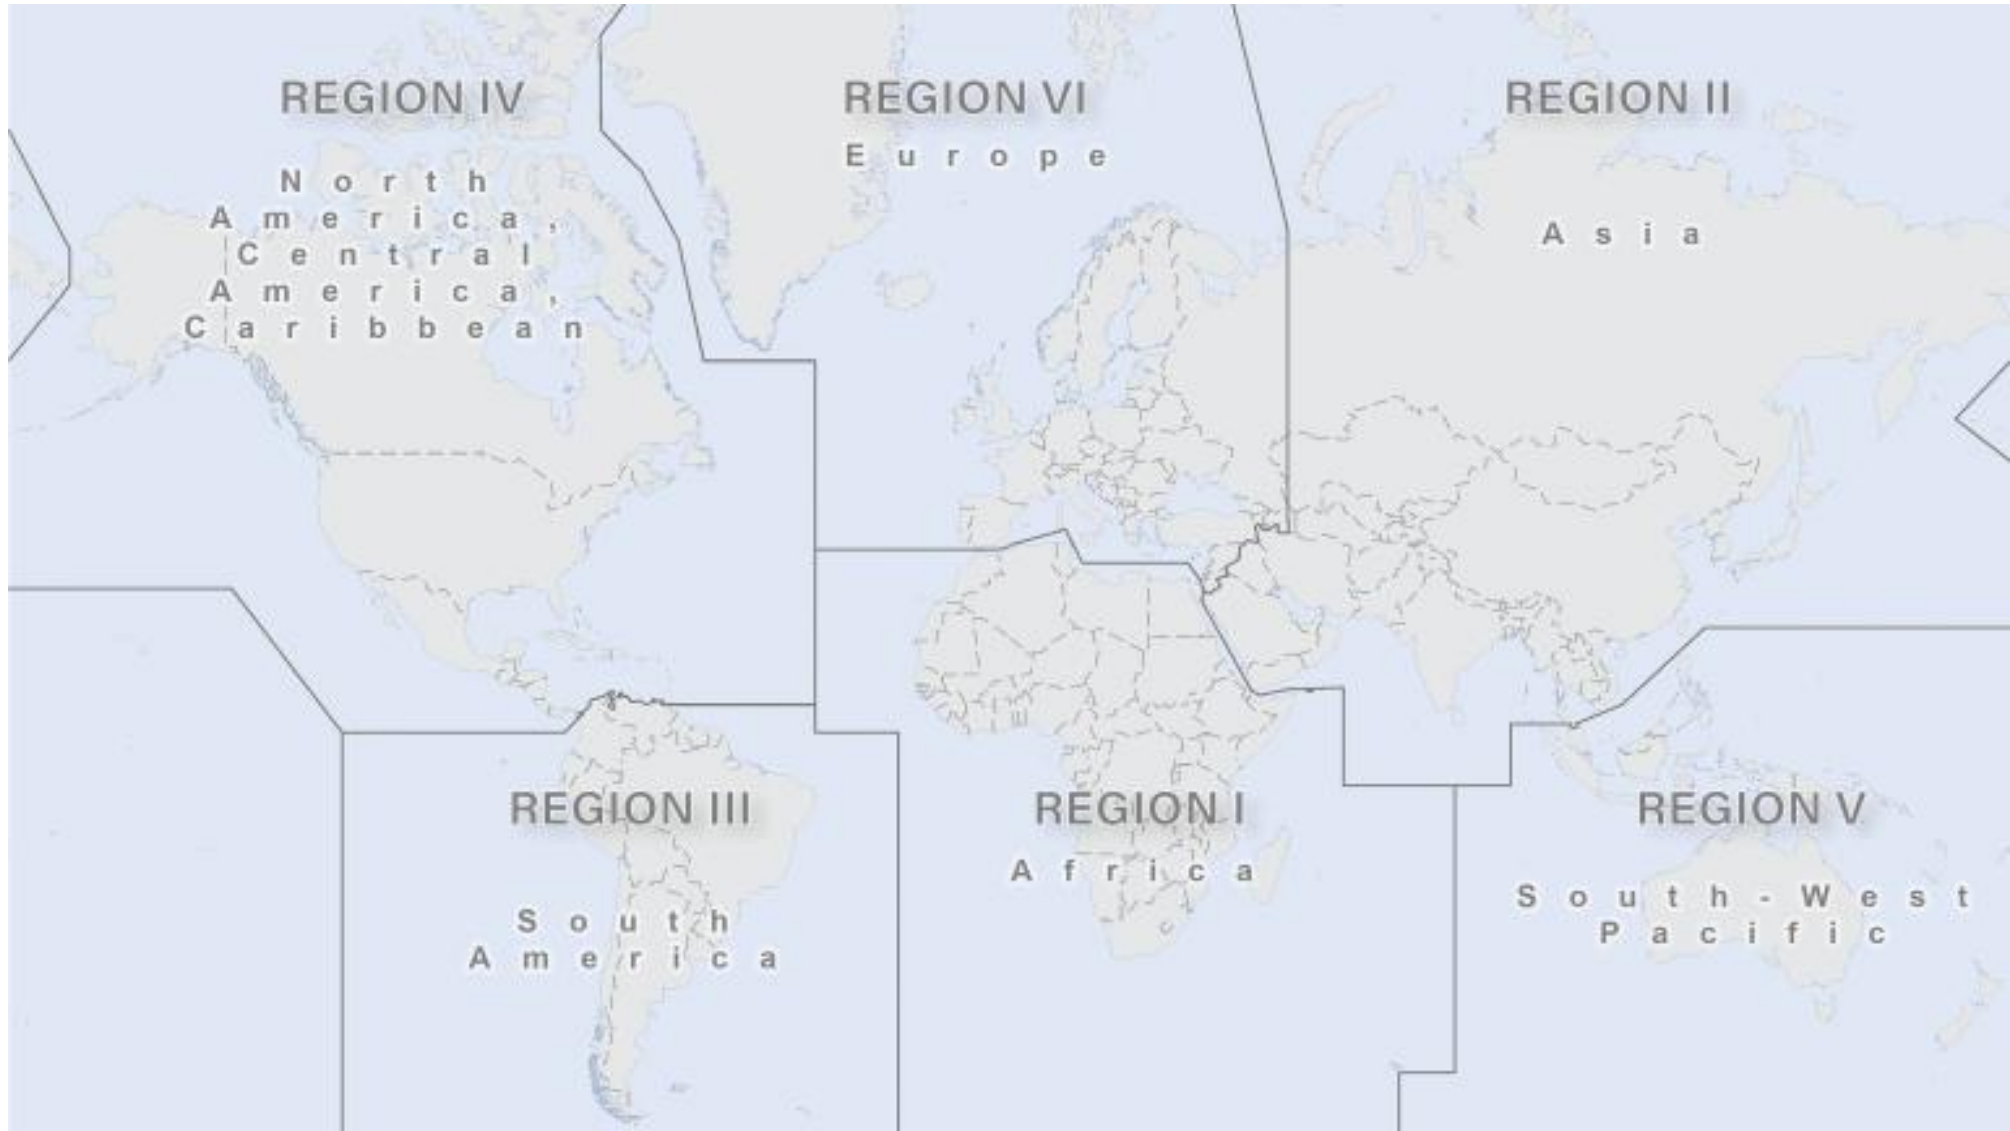 REGION IV
North
America,
Central
America,
Caribbean
REGION VI
Europe
REGION II
Asia
REGION III
South
America
REGION I
Africa
REGION V
South-West
Pacific